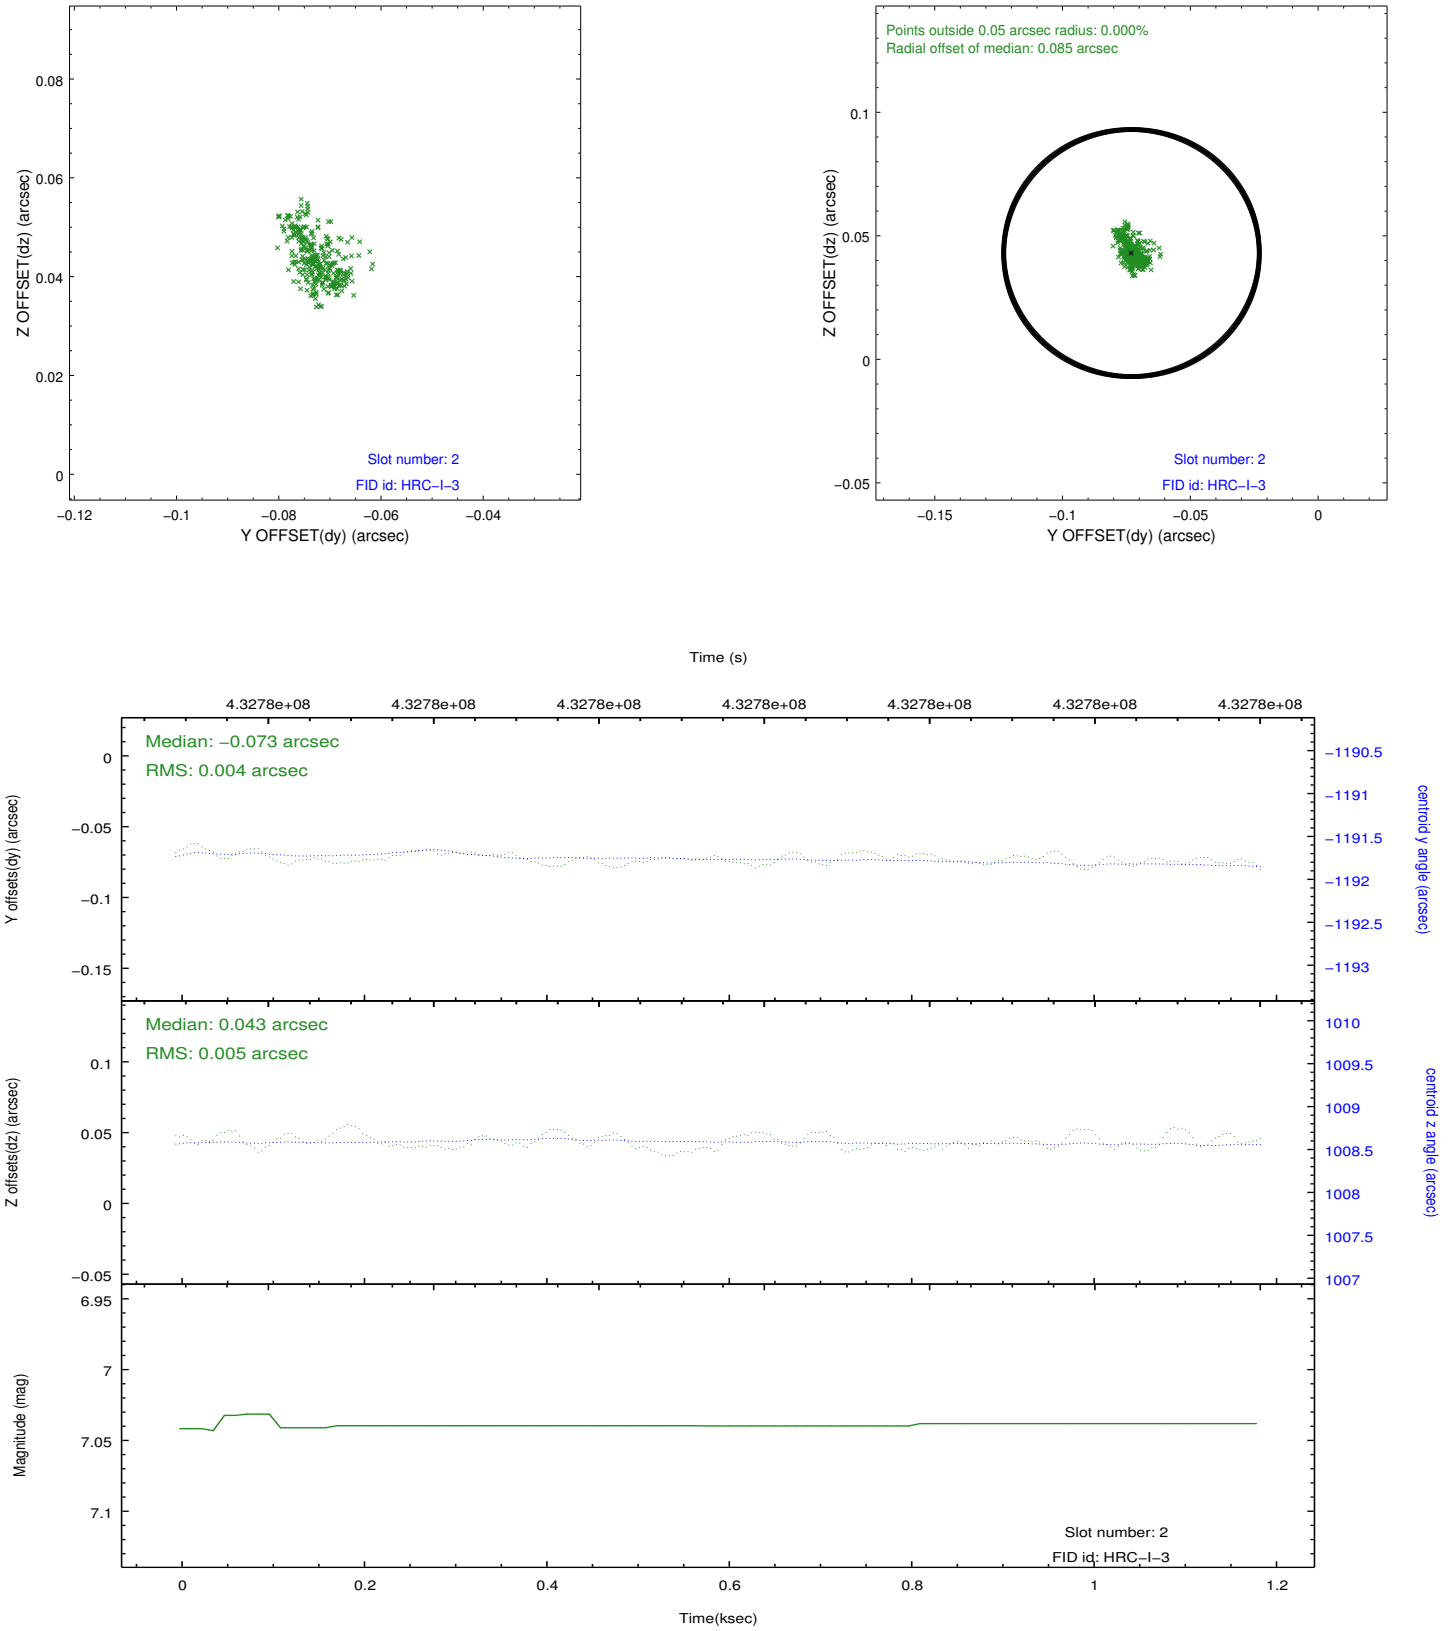 0.08
0.06
0.04
0.02
0
Z OFFSET(dz) (arcsec)
Slot number: 2
FID id: HRC−I−3
−0.12 −0.1 −0.08 −0.06 −0.04
Y OFFSET(dy) (arcsec)
Points outside 0.05 arcsec radius: 0.000%
Radial offset of median: 0.085 arcsec
0.1
0.05
0
−0.05
Z OFFSET(dz) (arcsec)
Slot number: 2
FID id: HRC−I−3
−0.15 −0.1 −0.05 0
Y OFFSET(dy) (arcsec)
Time (s)
4.3278e+08 4.3278e+08 4.3278e+08 4.3278e+08 4.3278e+08 4.3278e+08 4.3278e+08
Median: −0.073 arcsec
RMS: 0.004 arcsec
0
−0.05
−0.1
−0.15
Y offsets(dy) (arcsec)
−1190.5
−1191
−1191.5
−1192
−1192.5
−1193
centroid y angle (arcsec)
Median: 0.043 arcsec
RMS: 0.005 arcsec
0.1
0.05
0
−0.05
Z offsets(dz) (arcsec)
1010
1009.5
1009
1008.5
1008
1007.5
1007
centroid z angle (arcsec)
6.95
7
7.05
7.1
Magnitude (mag)
Slot number: 2
FID id: HRC−I−3
0 0.2 0.4 0.6 0.8 1 1.2
Time(ksec)